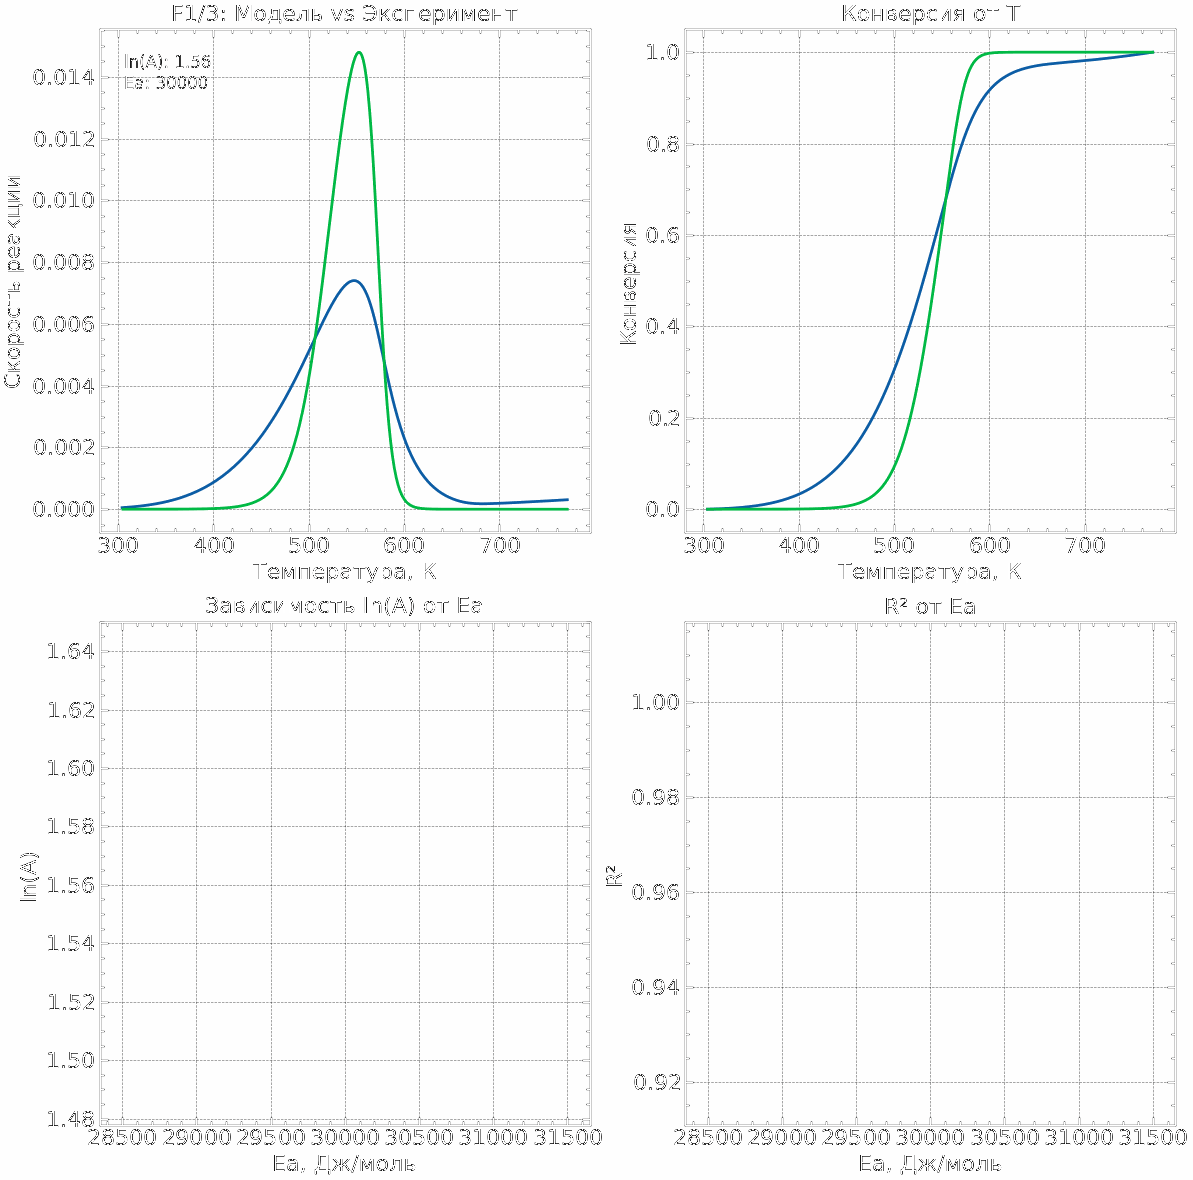 F1/3: Модель vs Эксперимент
ln(A): 1.56
Ea: 30000
0.014
0.012
0.010
0.008
0.006
0.004
0.002
0.000
Скорость реакции
300 400 500 600 700
Температура, K
Конверсия от T
1.0
0.8
0.6
0.4
0.2
0.0
Конверсия
300 400 500 600 700
Температура, K
Зависимость ln(A) от Ea
1.64
1.62
1.60
1.58
1.56
1.54
1.52
1.50
1.48
ln(A)
28500 29000 29500 30000 30500 31000 31500
Ea, Дж/моль
R² от Ea
1.00
0.98
0.96
0.94
0.92
R²
28500 29000 29500 30000 30500 31000 31500
Ea, Дж/моль